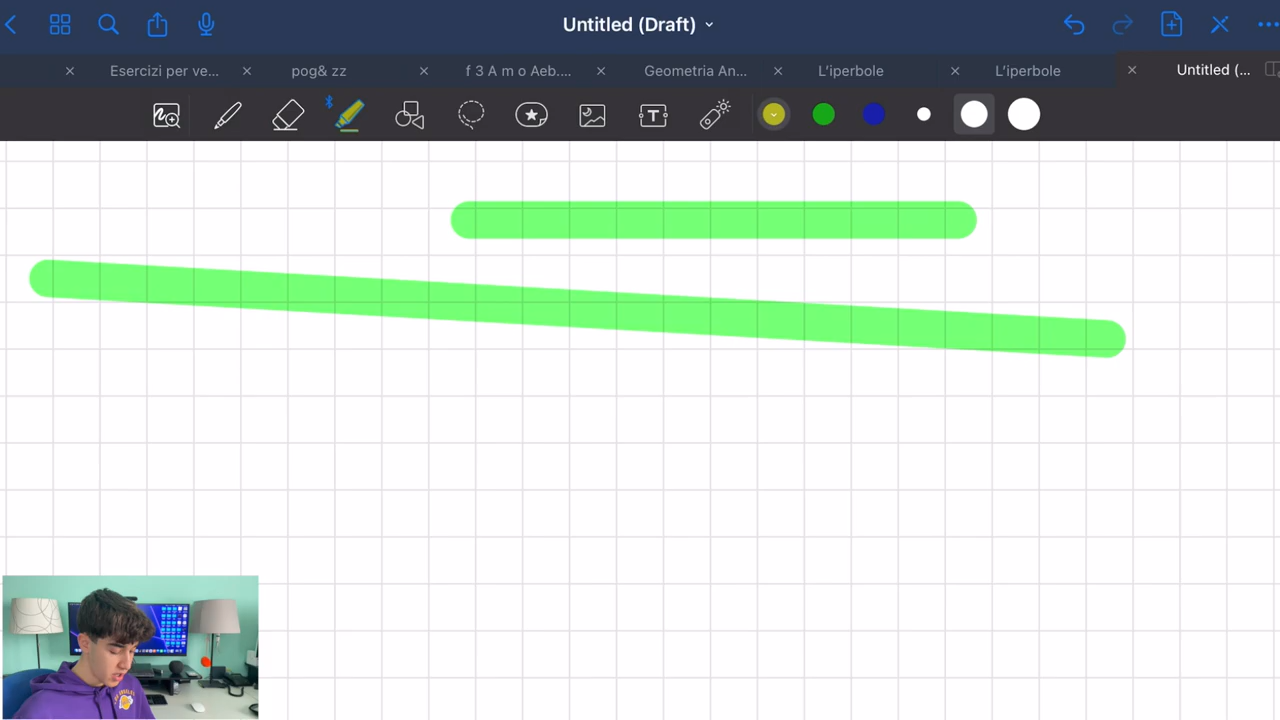 Untitled (Draft)
Esercizi per ve...
pog& zz
f 3 A m o Aeb....
Geometria An...
L'iperbole
L'iperbole
Untitled (...
T